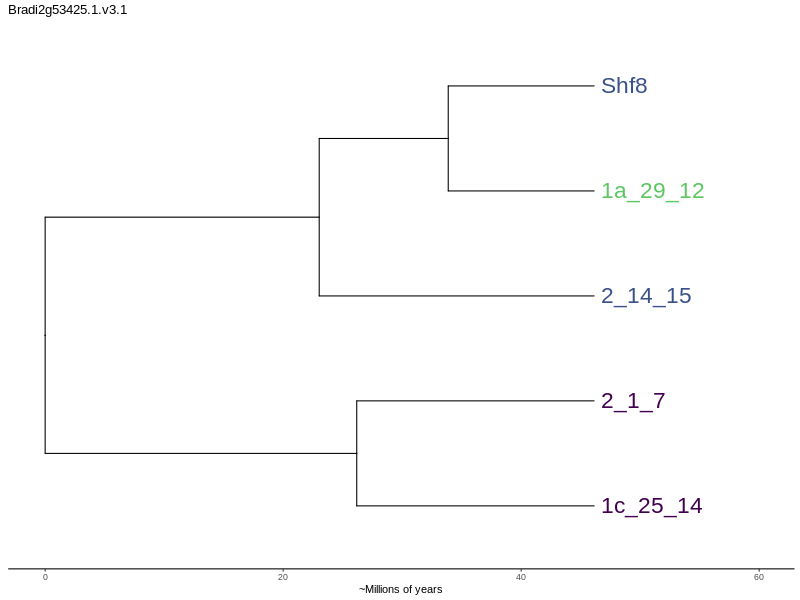 Bradi2g53425.1.v3.1
Shf8
1a_29_12
2_14_15
2_1_7
1c_25_14
0 20 40 60
~Millions of years